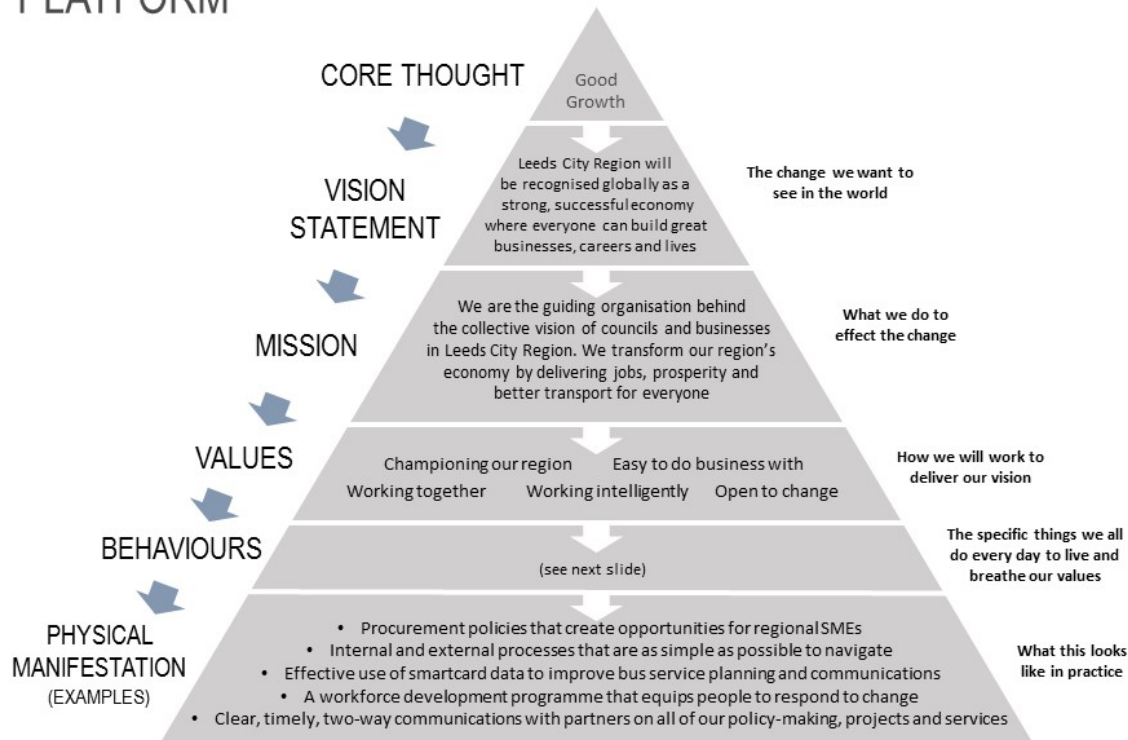 PLATFORM
CORE THOUGHT
Good
Growth
VISION
STATEMENT
Leeds City Region will
be recognised globally as a
strong, successful economy
where everyone can build great
businesses, careers and lives
The change we want to
see in the world
MISSION
We are the guiding organisation behind
the collective vision of councils and businesses
in Leeds City Region. We transform our region's
economy by delivering jobs, prosperity and
better transport for everyone
What we do to
effect the change
VALUES
Championing our region Easy to do business with
Working together Working intelligently Open to change
How we will work to
deliver our vision
BEHAVIOURS
(see next slide)
The specific things we all
do every day to live and
breathe our values
PHYSICAL
MANIFESTATION
(EXAMPLES)
• Procurement policies that create opportunities for regional SMEs
• Internal and external processes that are as simple as possible to navigate
• Effective use of smartcard data to improve bus service planning and communications
• A workforce development programme that equips people to respond to change
• Clear, timely, two-way communications with partners on all of our policy-making, projects and services
What this looks
like in practice